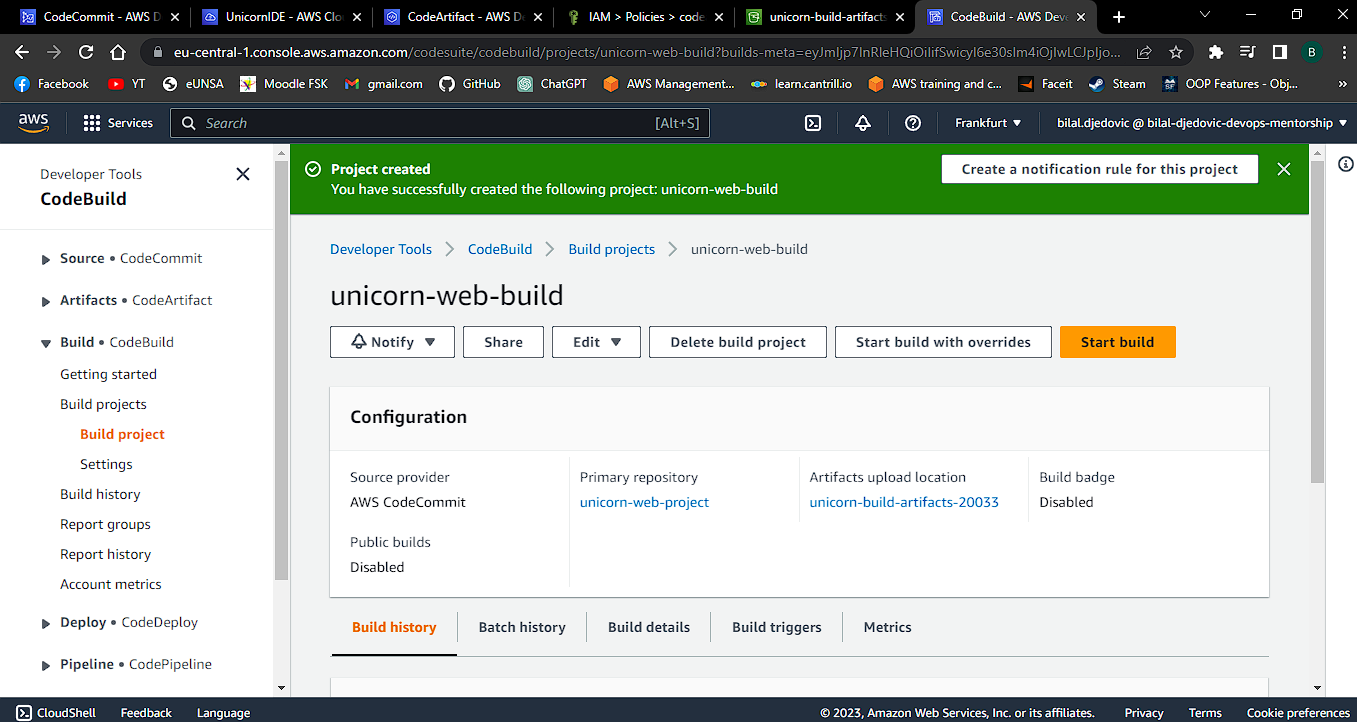 CodeCommit - AWS D
UnicornIDE - AWS Clo
CodeArtifact - AWS De
IAM > Policies > code
unicorn-build-artifacts
CodeBuild - AWS Deve
eu-central-1.console.aws.amazon.com/codesuite/codebuild/projects/unicorn-web-build?builds-meta=eyJmIjp7InRleHQiOiIifSwicyI6e30sIm4iOjIwLCJpIjo...
B
Facebook
YT
eUNSA
Moodle FSK
gmail.com
GitHub
ChatGPT
AWS Management...
learn.cantrill.io
AWS training and c...
Faceit
Steam
OOP Features - Obj...
»
aws
Services
Search
[Alt+S]
Frankfurt
bilal.djedovic @ bilal-djedovic-devops-mentorship
Developer Tools
CodeBuild
Source • CodeCommit
Artifacts • CodeArtifact
Build • CodeBuild
Getting started
Build projects
Build project
Settings
Build history
Report groups
Report history
Account metrics
Deploy • CodeDeploy
Pipeline • CodePipeline
Project created
You have successfully created the following project: unicorn-web-build
Create a notification rule for this project
Developer Tools
CodeBuild
Build projects
unicorn-web-build
unicorn-web-build
Notify
Share
Edit
Delete build project
Start build with overrides
Start build
Configuration
Source provider
AWS CodeCommit
Primary repository
unicorn-web-project
Artifacts upload location
unicorn-build-artifacts-20033
Build badge
Disabled
Public builds
Disabled
Build history
Batch history
Build details
Build triggers
Metrics
CloudShell
Feedback
Language
© 2023, Amazon Web Services, Inc. or its affiliates.
Privacy
Terms
Cookie preferences